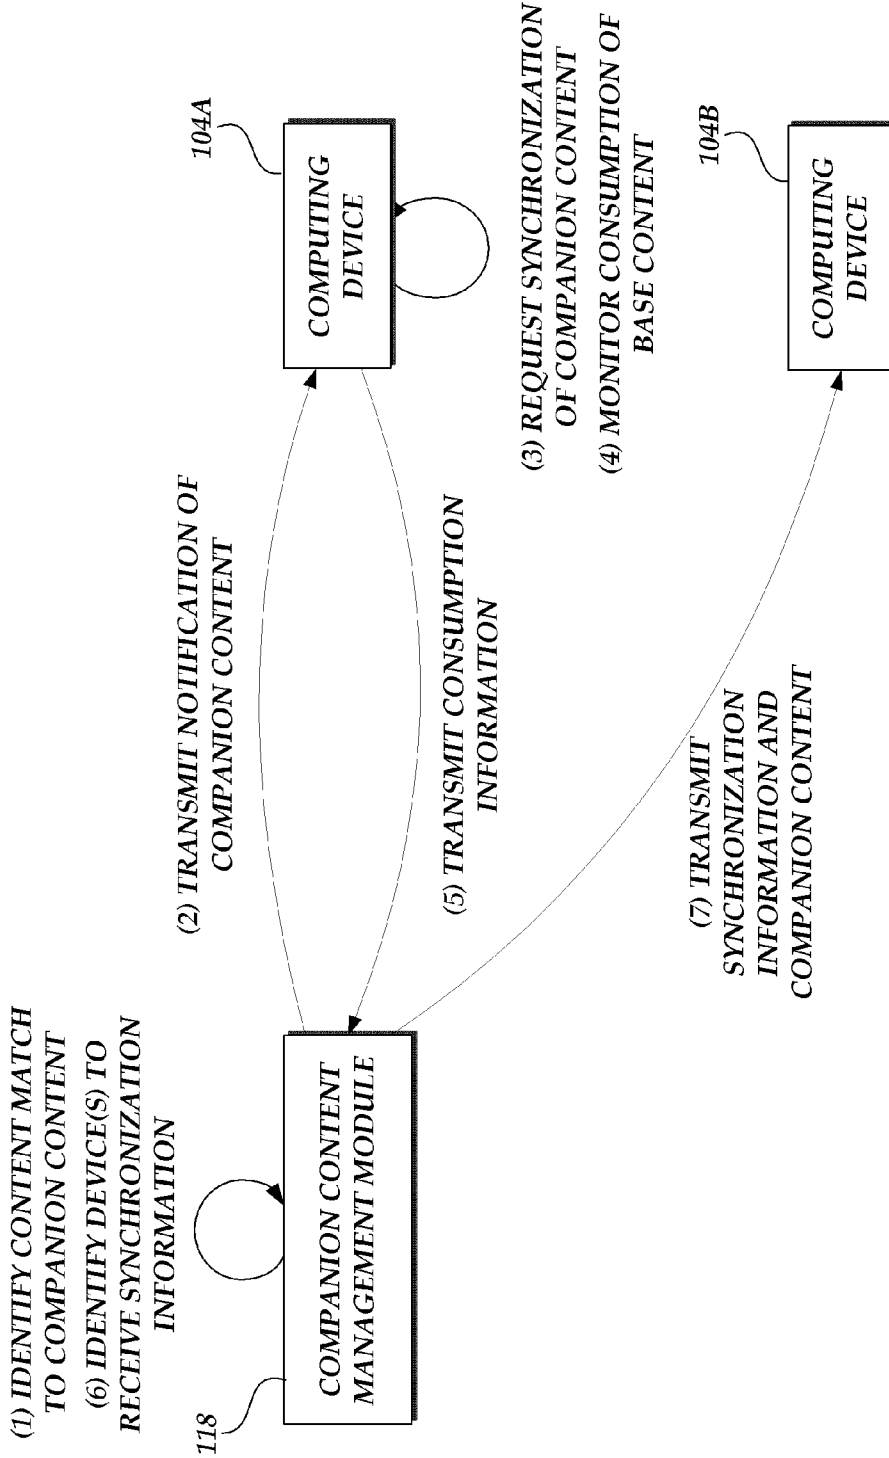 (1) IDENTIFY CONTENT MATCH
TO COMPANION CONTENT
(6) IDENTIFY DEVICE(S) TO
RECEIVE SYNCHRONIZATION
INFORMATION
118
COMPANION CONTENT
MANAGEMENT MODULE
(2) TRANSMIT NOTIFICATION OF
COMPANION CONTENT
(5) TRANSMIT CONSUMPTION
INFORMATION
(7) TRANSMIT
SYNCHRONIZATION
INFORMATION AND
COMPANION CONTENT
104A
COMPUTING
DEVICE
(3) REQUEST SYNCHRONIZATION
OF COMPANION CONTENT
(4) MONITOR CONSUMPTION OF
BASE CONTENT
104B
COMPUTING
DEVICE